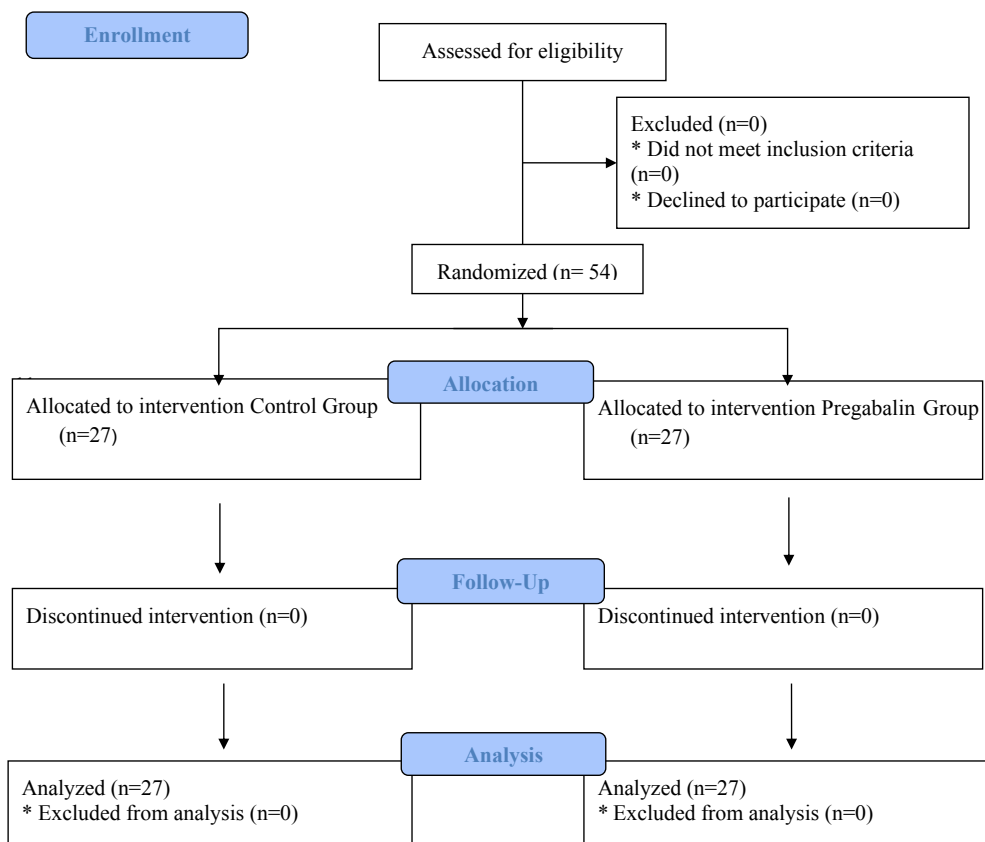 Enrollment
Assessed for eligibility
Excluded (n=0)
* Did not meet inclusion criteria
(n=0)
* Declined to participate (n=0)
Randomized (n= 54)
Allocation
Allocated to intervention Control Group
(n=27)
Allocated to intervention Pregabalin Group
(n=27)
Follow-Up
Discontinued intervention (n=0)
Discontinued intervention (n=0)
Analysis
Analyzed (n=27)
* Excluded from analysis (n=0)
Analyzed (n=27)
* Excluded from analysis (n=0)